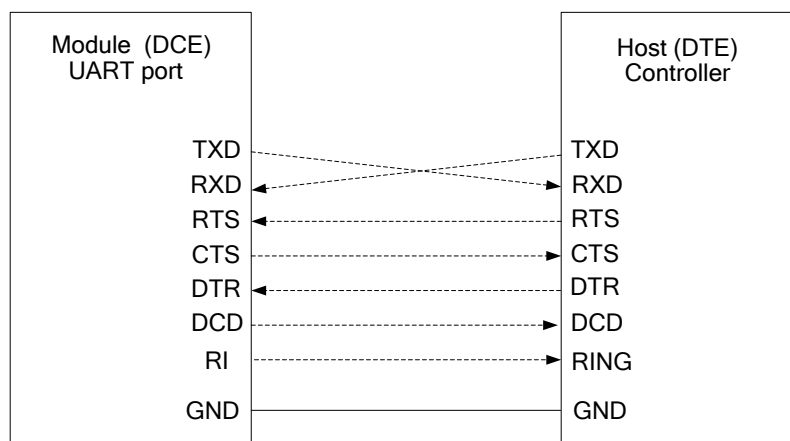 Module (DCE)
UART port
TXD
RXD
RTS
CTS
DTR
DCD
RI
GND
Host (DTE)
Controller
TXD
RXD
RTS
CTS
DTR
DCD
RING
GND